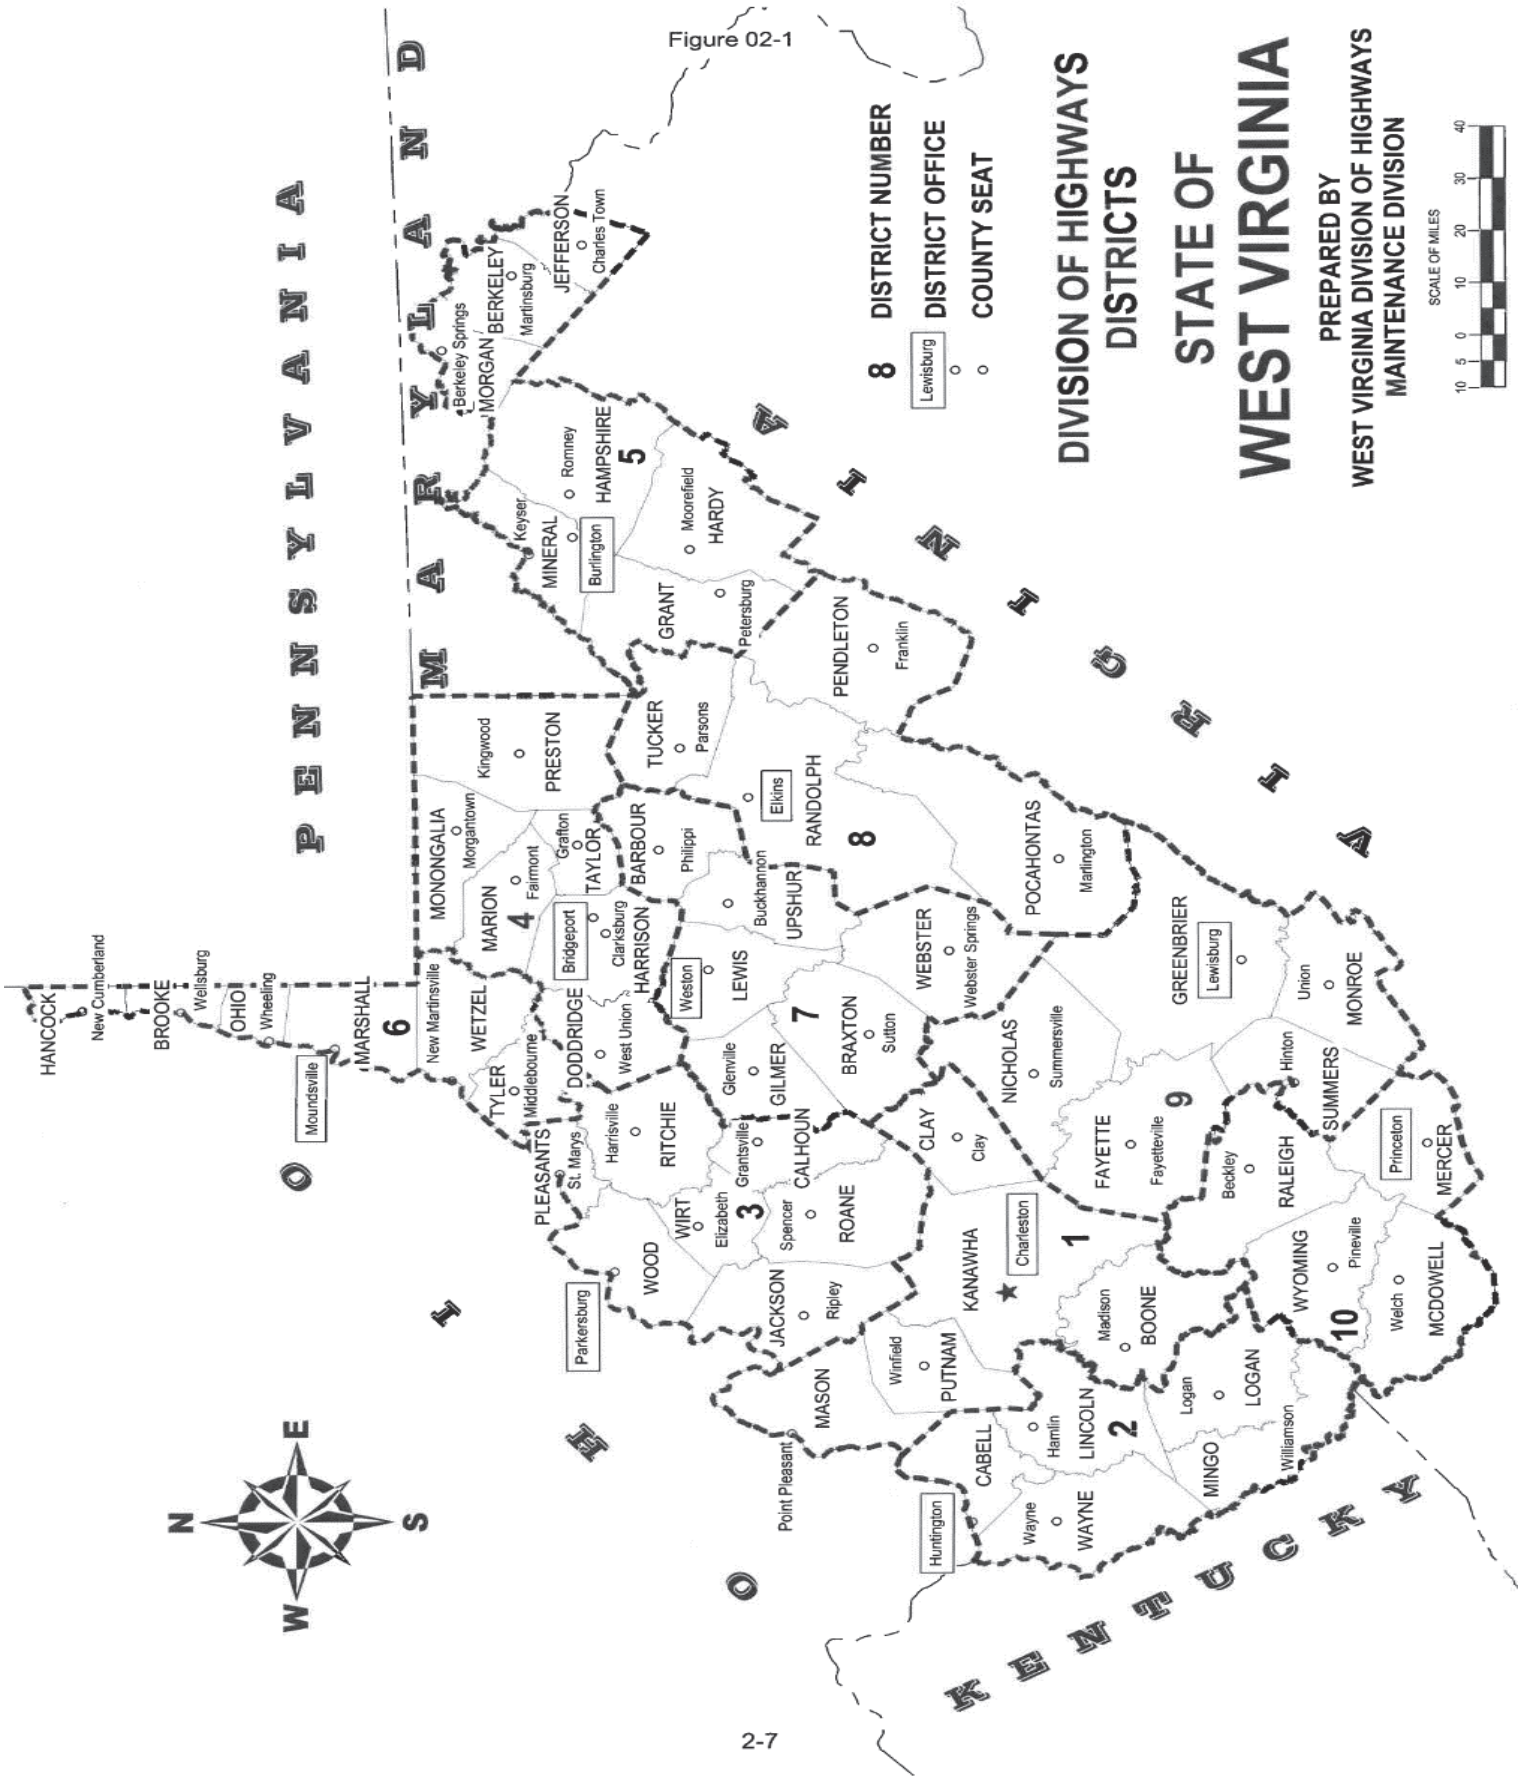 Figure 02-1
PENNSYLVANIA
MARYLAND
OHIO
KENTUCKY
VIRGINIA
N
E
S
W
HANCOCK
New Cumberland
BROOKE
Wellsburg
OHIO
Wheeling
MARSHALL
Moundsville
6
New Martinsville
WETZEL
TYLER
Middlebourne
DODDRIDGE
West Union
PLEASANTS
St. Marys
Harrisville
RITCHIE
WOOD
Parkersburg
WIRT
Elizabeth
3
Grantsville
CALHOUN
Spencer
ROANE
JACKSON
Ripley
MONONGALIA
Morgantown
MARION
Fairmont
4
Kingwood
PRESTON
Grafton
TAYLOR
Bridgeport
Clarksburg
HARRISON
BARBOUR
Philippi
TUCKER
Parsons
Elkins
RANDOLPH
8
Weston
LEWIS
Buckhannon
UPSHUR
Glenville
GILMER
7
BRAXTON
Sutton
WEBSTER
Webster Springs
POCAHONTAS
Marlington
PENDLETON
Franklin
GRANT
Petersburg
Keyser
MINERAL
Burlington
Romney
HAMPSHIRE
5
Moorefield
HARDY
Berkeley Springs
MORGAN
BERKELEY
Martinsburg
JEFFERSON
Charles Town
MASON
Point Pleasant
Winfield
PUTNAM
KANAWHA
Charleston
1
CLAY
Clay
Madison
BOONE
CABELL
Huntington
Wayne
WAYNE
Hamlin
LINCOLN
2
Logan
LOGAN
MINGO
Williamson
NICHOLAS
Summersville
FAYETTE
Fayetteville
9
GREENBRIER
Lewisburg
Union
MONROE
Hinton
SUMMERS
Beckley
RALEIGH
Princeton
MERCER
WYOMING
Pineville
10
Welch
MCDOWELL
8 DISTRICT NUMBER
Lewisburg DISTRICT OFFICE
COUNTY SEAT
DIVISION OF HIGHWAYS
DISTRICTS
STATE OF
WEST VIRGINIA
PREPARED BY
WEST VIRGINIA DIVISION OF HIGHWAYS
MAINTENANCE DIVISION
SCALE OF MILES
10 5 0 10 20 30 40
2-7